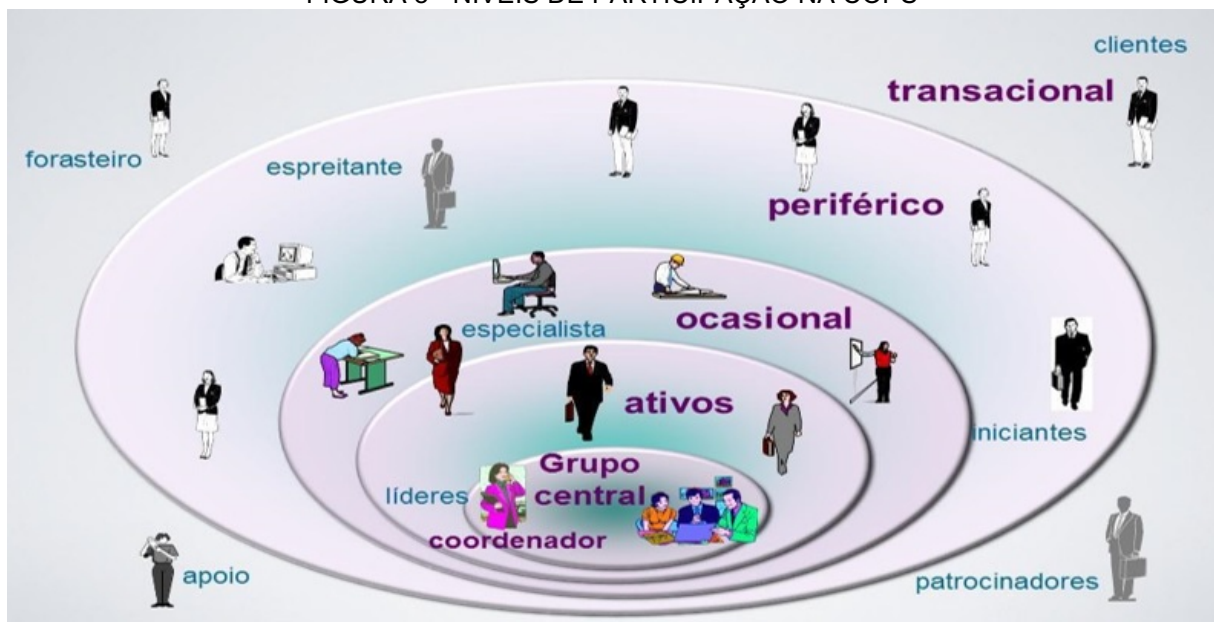 clientes
transacional
forasteiro
espreitante
periférico
ocasional
especialista
ativos
iniciantes
Grupo
líderes central
coordenador
apoio
patrocinadores